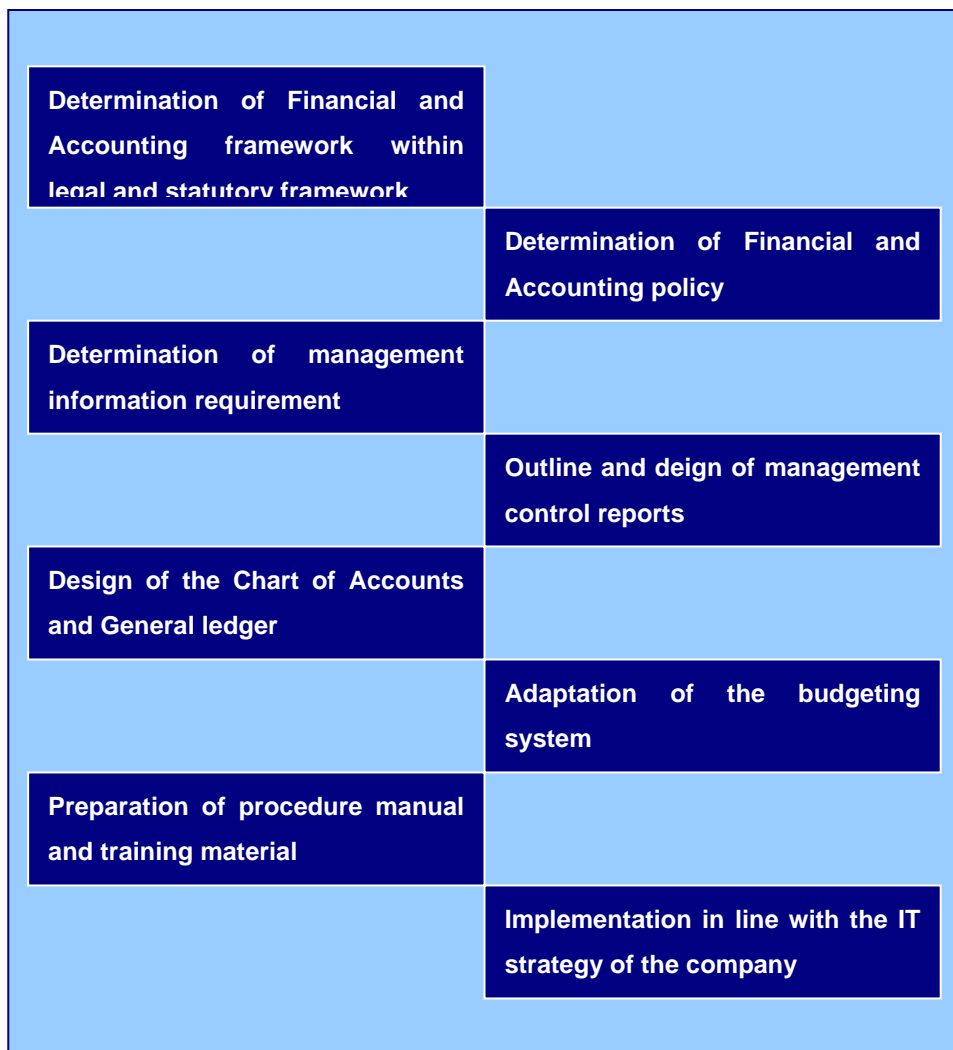 Determination of Financial and
Accounting framework within
legal and statutory framework
Determination of Financial and
Accounting policy
Determination of management
information requirement
Outline and deign of management
control reports
Design of the Chart of Accounts
and General ledger
Adaptation of the budgeting
system
Preparation of procedure manual
and training material
Implementation in line with the IT
strategy of the company